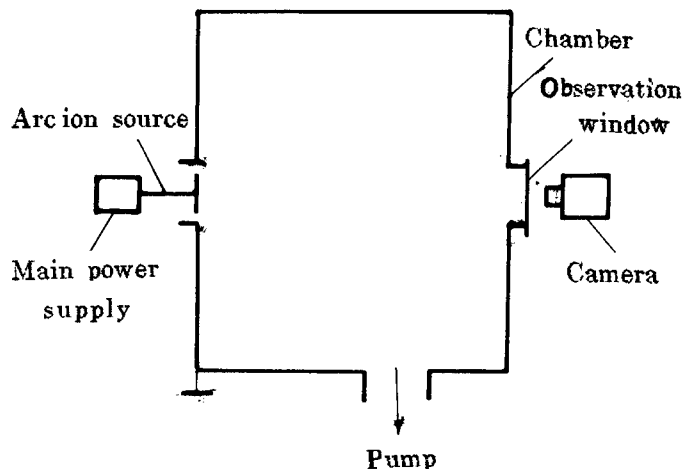 Chamber
Observation
window
Arc ion source
Main power
supply
Camera
Pump